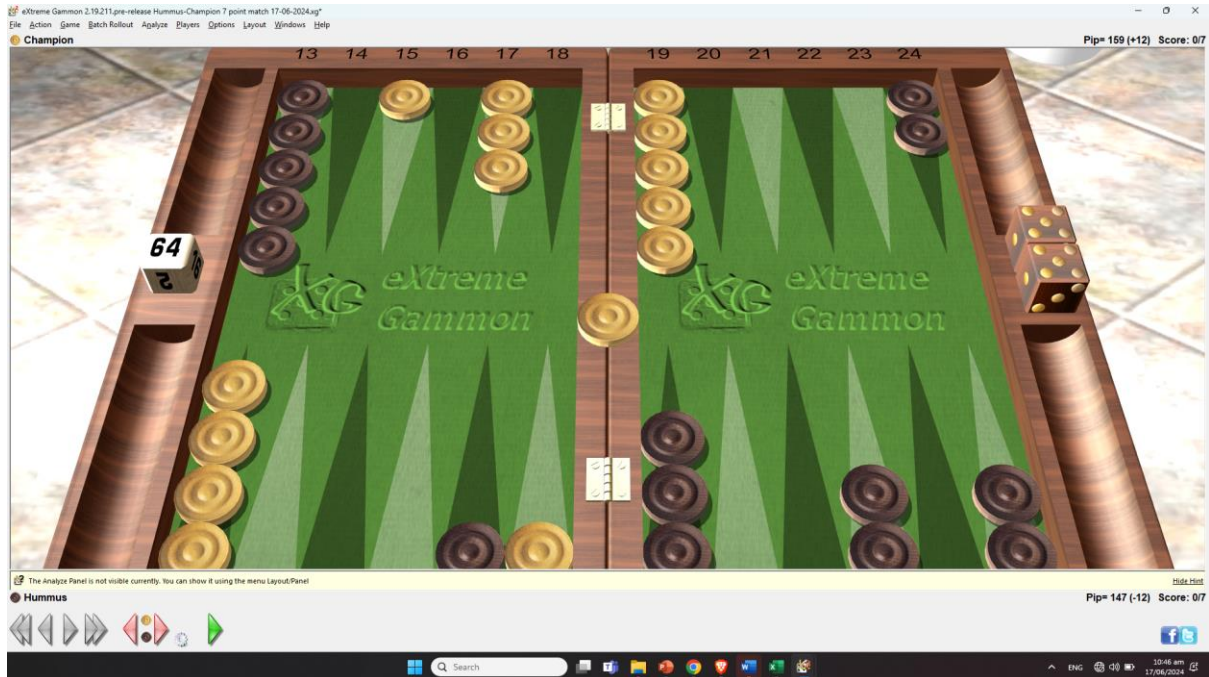 eXtreme Gammon 2.19.211.pre-release Hummus-Champion 7 point match 17-06-2024.xg*
File Action Game Batch Rollout Analyze Players Options Layout Windows Help
Champion
Pip= 159 (+12) Score: 0/7
13 14 15 16 17 18 19 20 21 22 23 24
64
2
XG eXtreme Gammon
XG eXtreme Gammon
The Analyze Panel is not visible currently. You can show it using the menu Layout/Panel
Hide Hint
Hummus
Pip= 147 (-12) Score: 0/7
Search
ENG
10:46 am
17/06/2024